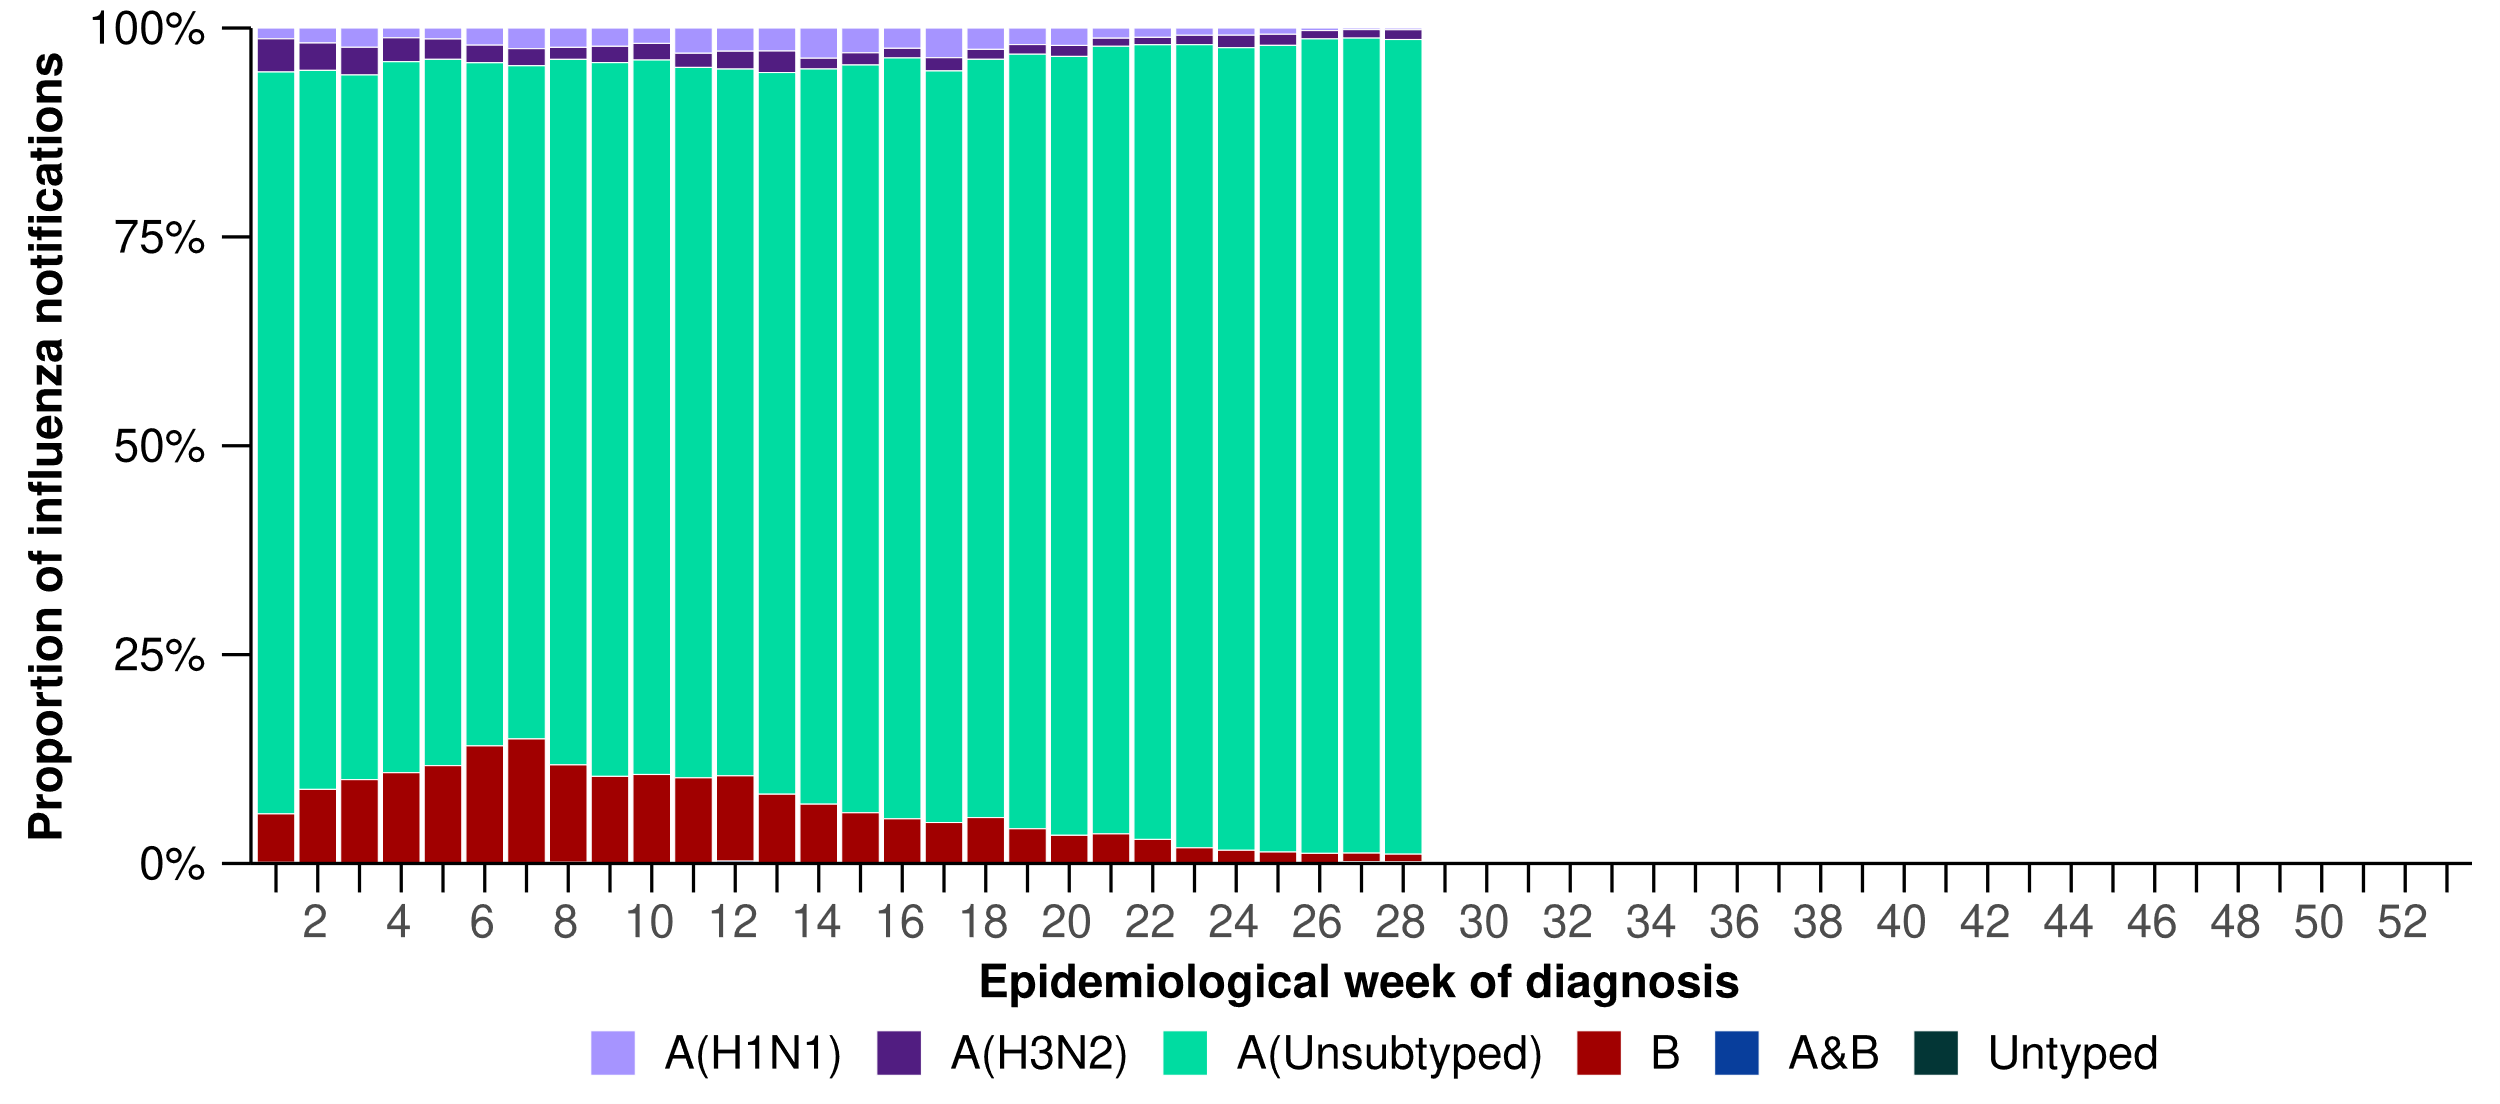 Proportion of influenza notifications
100%
75%
50%
25%
0%
2 4 6 8 10 12 14 16 18 20 22 24 26 28 30 32 34 36 38 40 42 44 46 48 50 52
Epidemiological week of diagnosis
A(H1N1) A(H3N2) A(Unsubtyped) B A&B Untyped